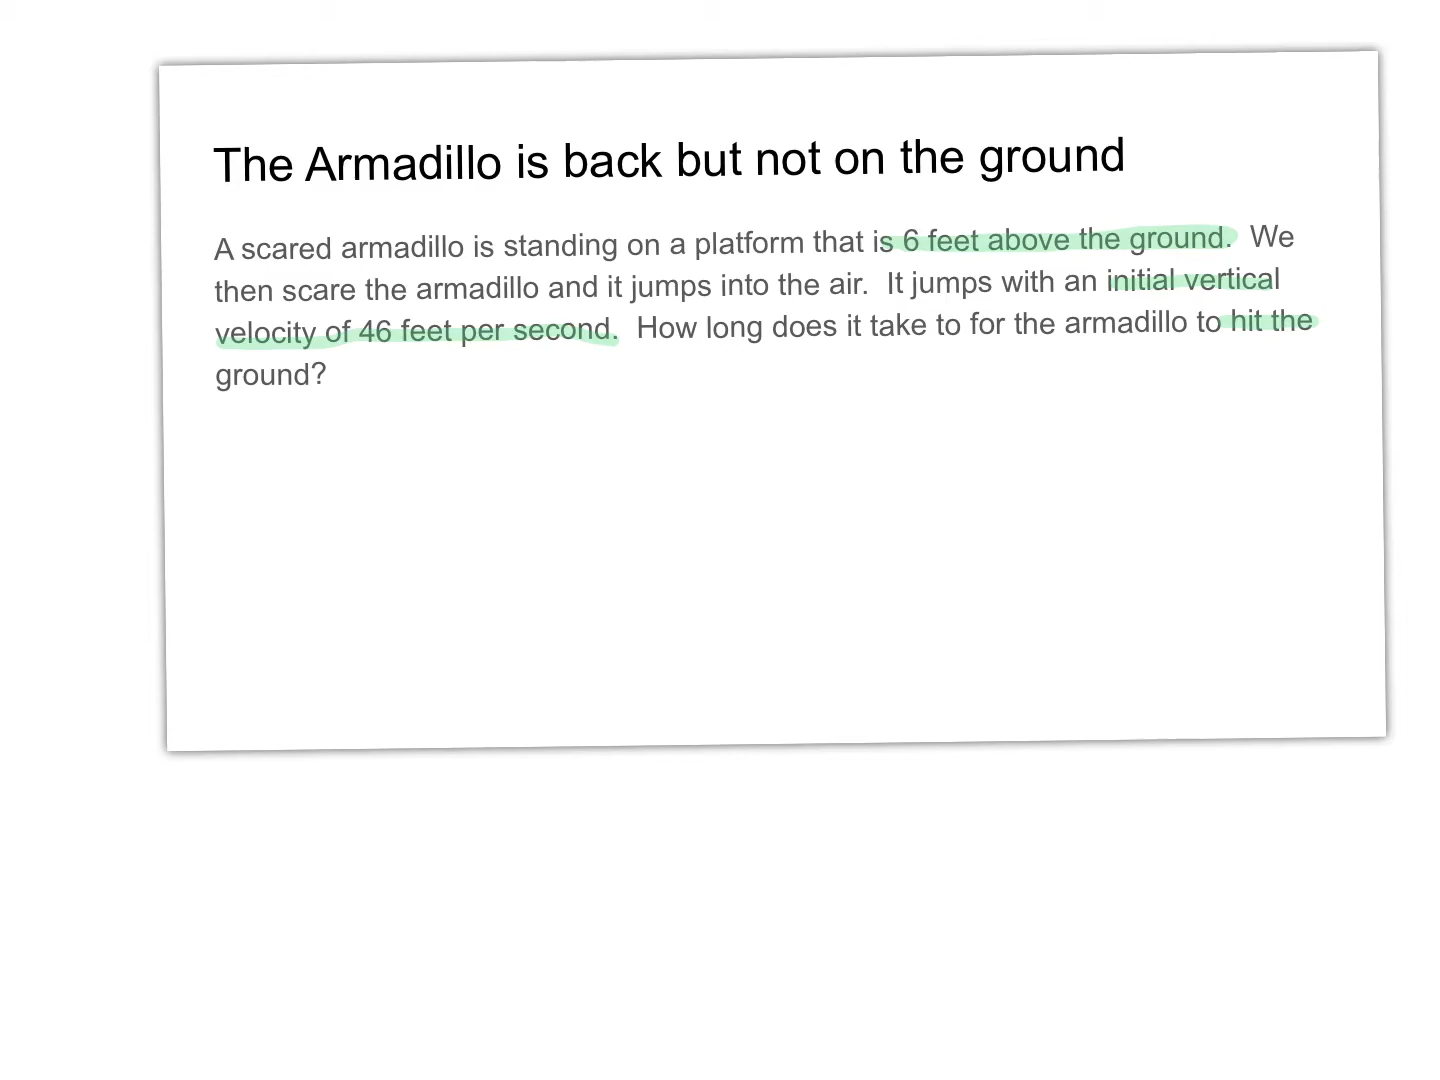 The Armadillo is back but not on the ground
A scared armadillo is standing on a platform that is 6 feet above the ground. We
then scare the armadillo and it jumps into the air. It jumps with an initial vertical
velocity of 46 feet per second. How long does it take to for the armadillo to hit the
ground?